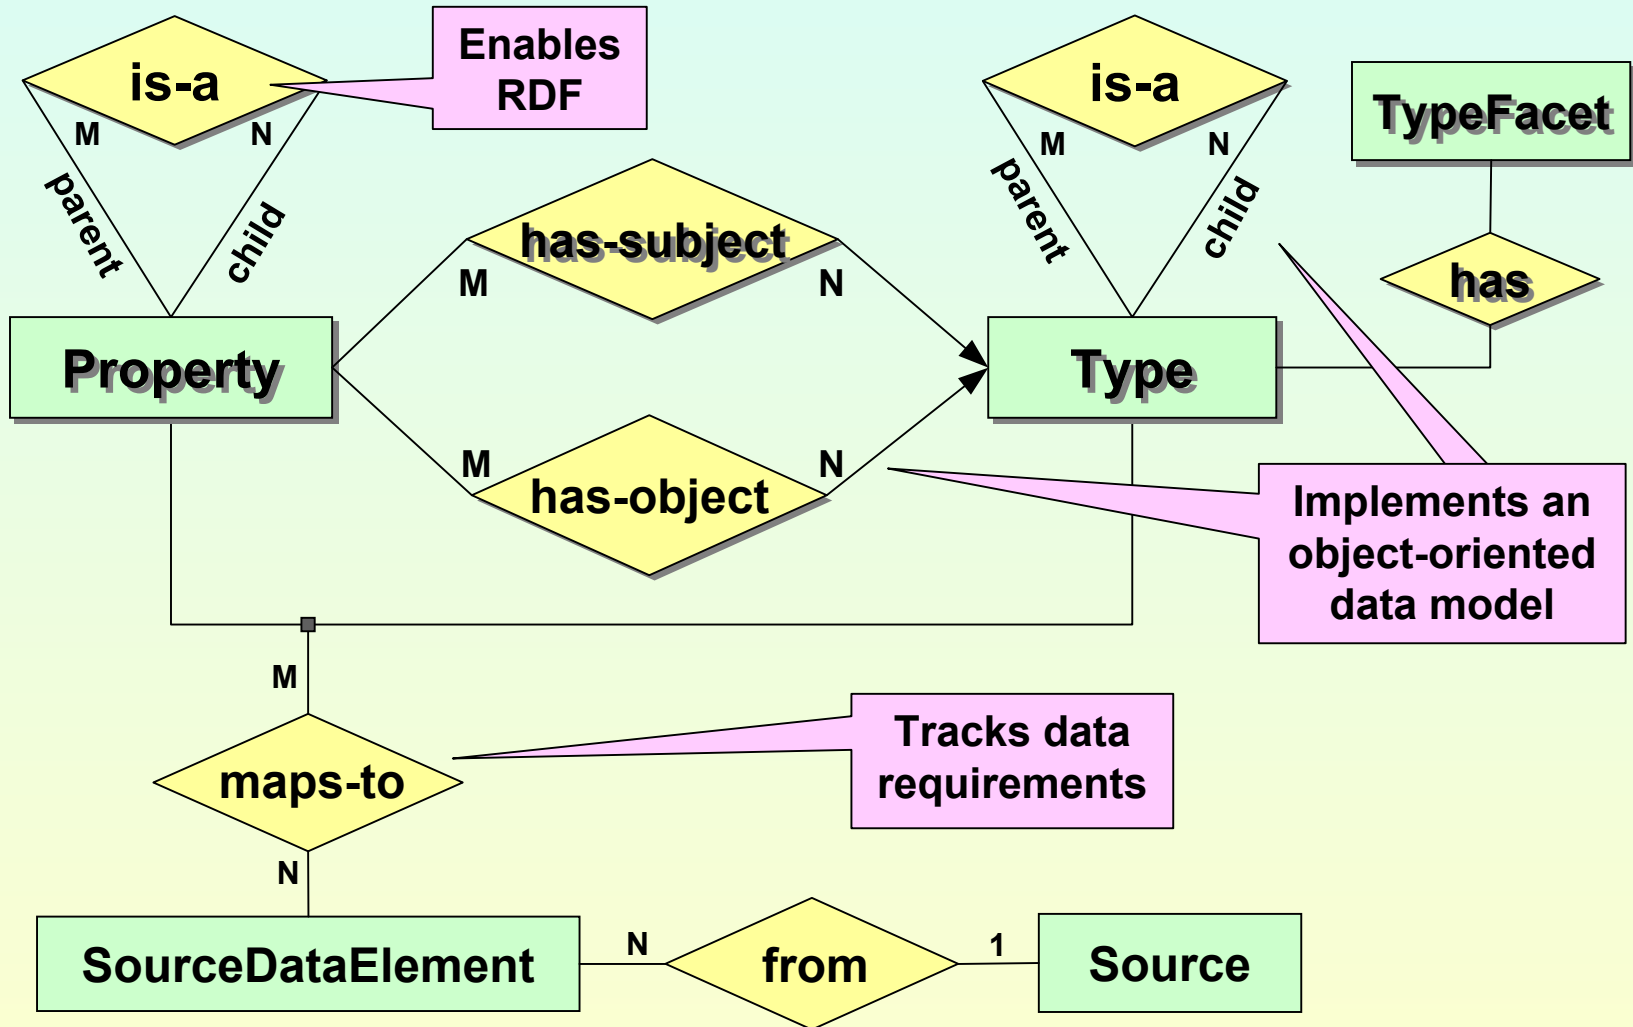 is-a
M
N
parent
child
Enables
RDF
is-a
M
N
parent
child
TypeFacet
has
has-subject
M
N
Property
Type
has-object
M
N
Implements an
object-oriented
data model
M
maps-to
N
Tracks data
requirements
SourceDataElement
N
from
1
Source